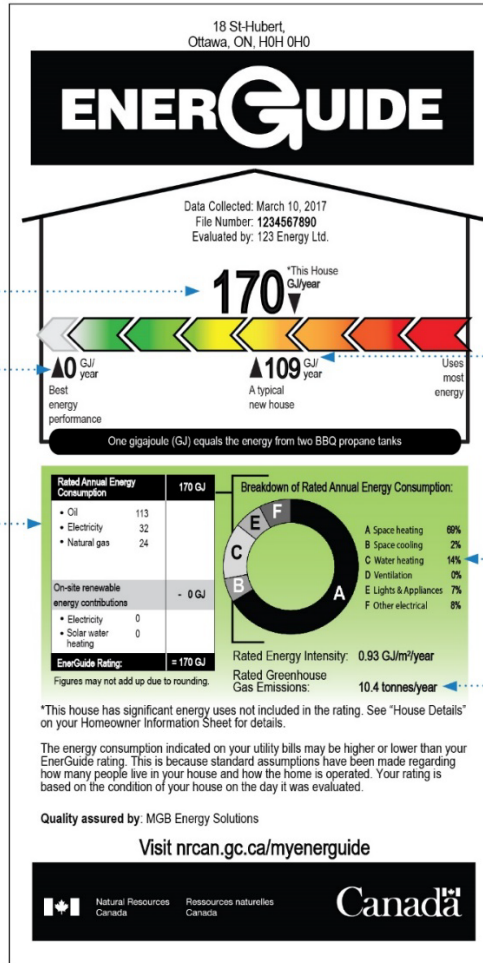 18 St-Hubert,
Ottawa, ON, H0H 0H0
ENERGUIDE
Data Collected: March 10, 2017
File Number: 1234567890
Evaluated by: 123 Energy Ltd.
170 *This House
GJ/year
0 GJ/
year
Best
energy
performance
109 GJ/
year
A typical
new house
Uses
most
energy
One gigajoule (GJ) equals the energy from two BBQ propane tanks
Rated Annual Energy
Consumption 170 GJ
• Oil 113
• Electricity 32
• Natural gas 24
On-site renewable
energy contributions - 0 GJ
• Electricity 0
• Solar water
heating 0
EnerGuide Rating: = 170 GJ
Figures may not add up due to rounding.
Breakdown of Rated Annual Energy Consumption:
F
E
C
B
A
A Space heating 69%
B Space cooling 2%
C Water heating 14%
D Ventilation 0%
E Lights & Appliances 7%
F Other electrical 8%
Rated Energy Intensity: 0.93 GJ/m²/year
Rated Greenhouse
Gas Emissions: 10.4 tonnes/year
*This house has significant energy uses not included in the rating. See “House Details”
on your Homeowner Information Sheet for details.
The energy consumption indicated on your utility bills may be higher or lower than your
EnerGuide rating. This is because standard assumptions have been made regarding
how many people live in your house and how the home is operated. Your rating is
based on the condition of your house on the day it was evaluated.
Quality assured by: MGB Energy Solutions
Visit nrcan.gc.ca/myenerguide
Natural Resources
Canada
Ressources naturelles
Canada
Canada